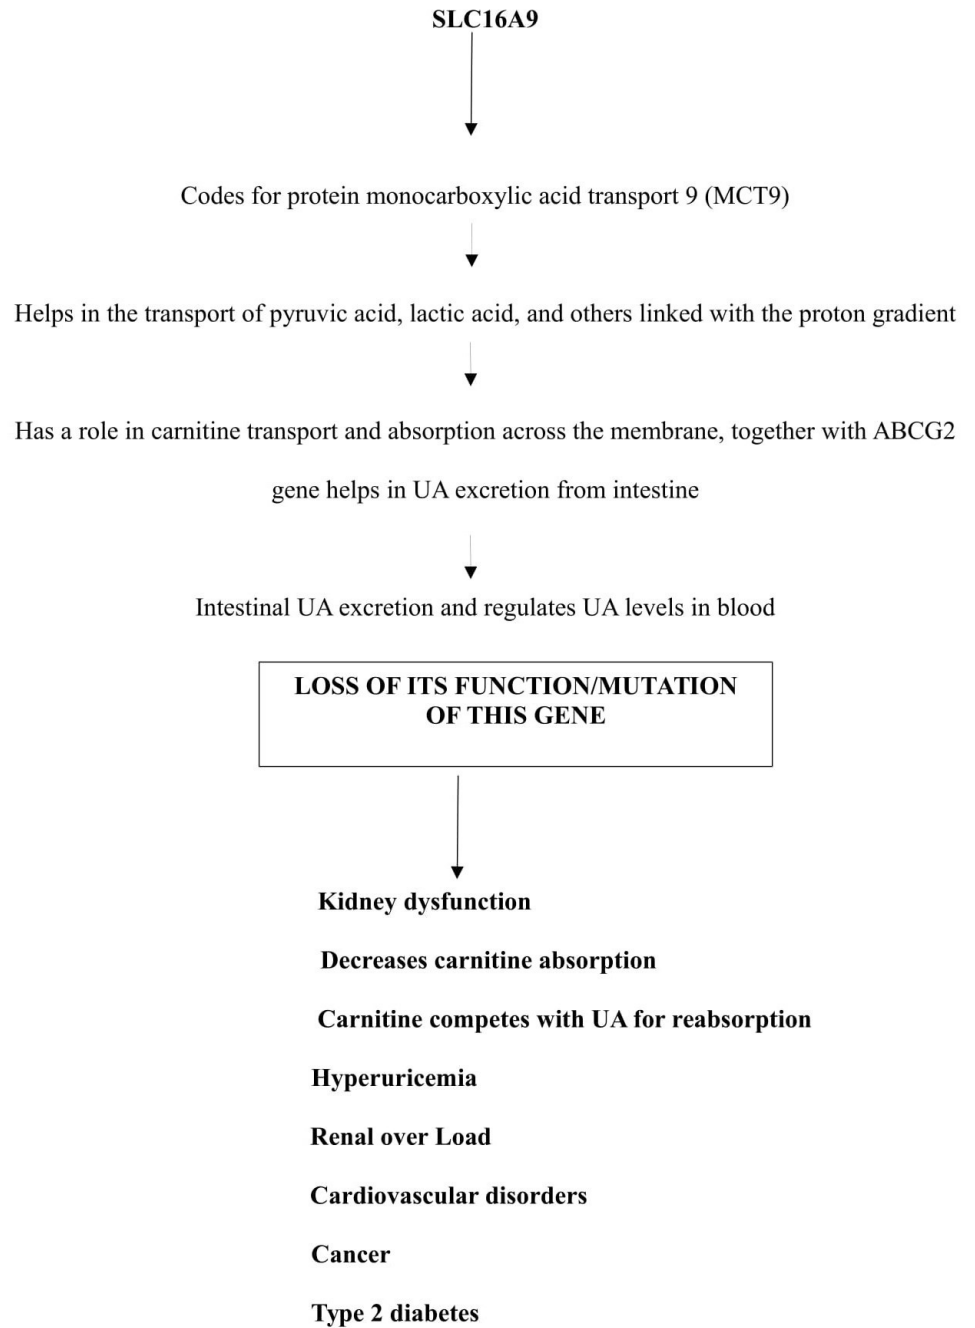 SLC16A9
Codes for protein monocarboxylic acid transport 9 (MCT9)
Helps in the transport of pyruvic acid, lactic acid, and others linked with the proton gradient
Has a role in carnitine transport and absorption across the membrane, together with ABCG2
gene helps in UA excretion from intestine
Intestinal UA excretion and regulates UA levels in blood
LOSS OF ITS FUNCTION/MUTATION
OF THIS GENE
Kidney dysfunction
Decreases carnitine absorption
Carnitine competes with UA for reabsorption
Hyperuricemia
Renal over Load
Cardiovascular disorders
Cancer
Type 2 diabetes